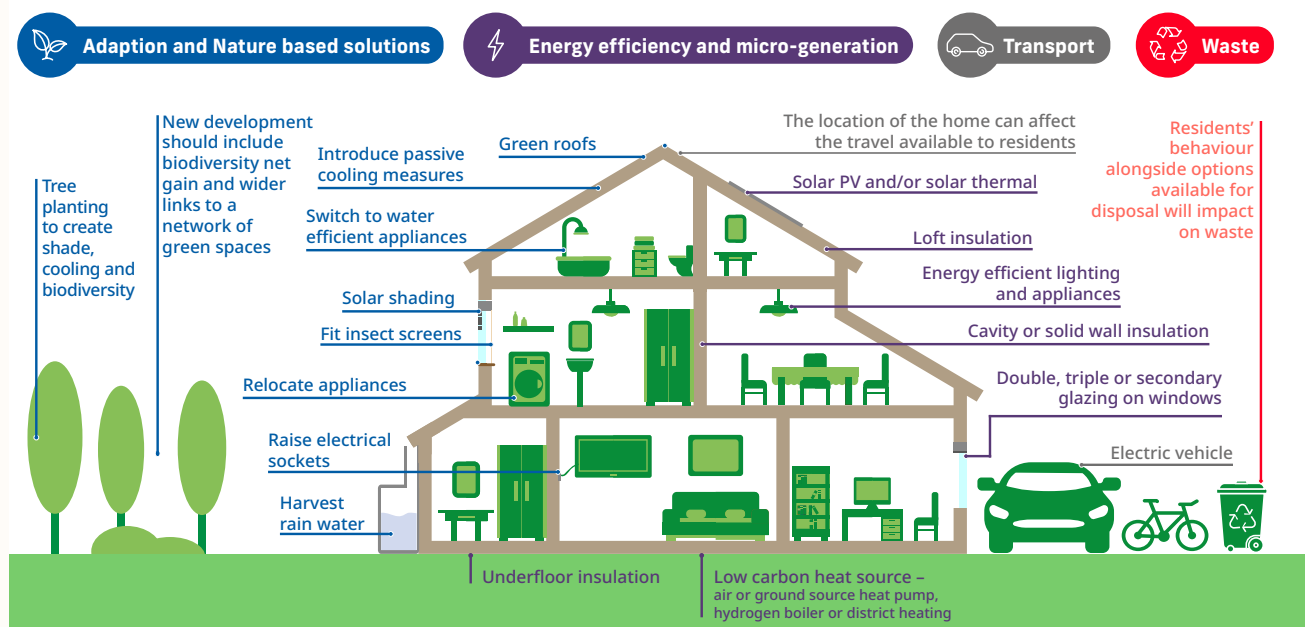 Adaption and Nature based solutions
Energy efficiency and micro-generation
Transport
Waste
Tree
planting
to create
shade,
cooling and
biodiversity
New development
should include
biodiversity net
gain and wider
links to a
network of
green spaces
Introduce passive
cooling measures
Green roofs
Switch to water
efficient appliances
Solar shading
Fit insect screens
Relocate appliances
Raise electrical
sockets
Harvest
rain water
The location of the home can affect
the travel available to residents
Solar PV and/or solar thermal
Loft insulation
Energy efficient lighting
and appliances
Cavity or solid wall insulation
Double, triple or secondary
glazing on windows
Electric vehicle
Residents’
behaviour
alongside options
available for
disposal will impact
on waste
Underfloor insulation
Low carbon heat source –
air or ground source heat pump,
hydrogen boiler or district heating